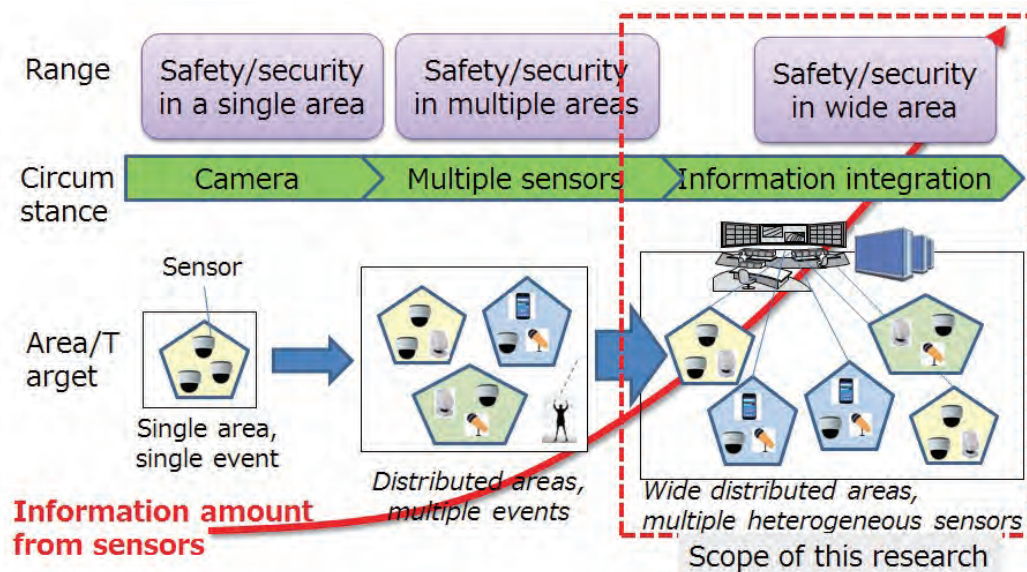 Range
Safety/security
in a single area
Safety/security
in multiple areas
Safety/security
in wide area
Circum
stance
Camera
Multiple sensors
Information integration
Sensor
Area/T
arget
Single area,
single event
Distributed areas,
multiple events
Wide distributed areas,
multiple heterogeneous sensors
Information amount
from sensors
Scope of this research